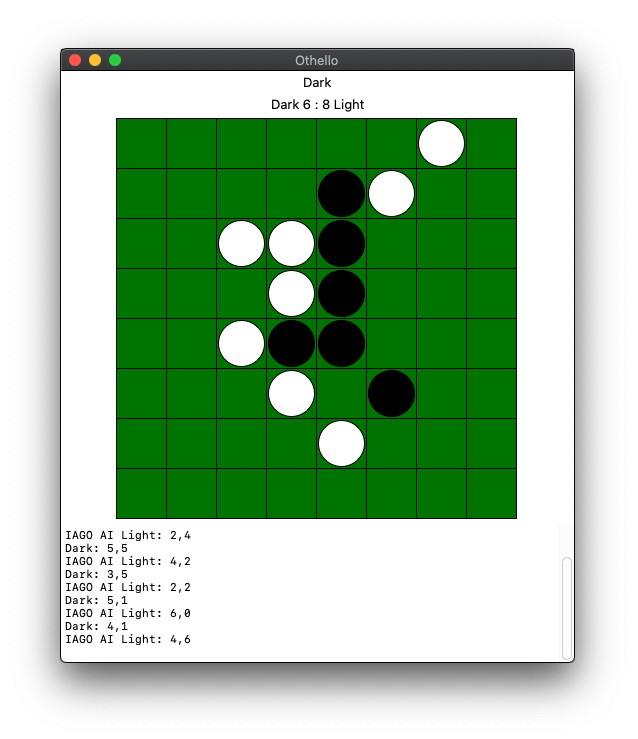 Othello
Dark
Dark 6 : 8 Light
IAGO AI Light: 2,4
Dark: 5,5
IAGO AI Light: 4,2
Dark: 3,5
IAGO AI Light: 2,2
Dark: 5,1
IAGO AI Light: 6,0
Dark: 4,1
IAGO AI Light: 4,6